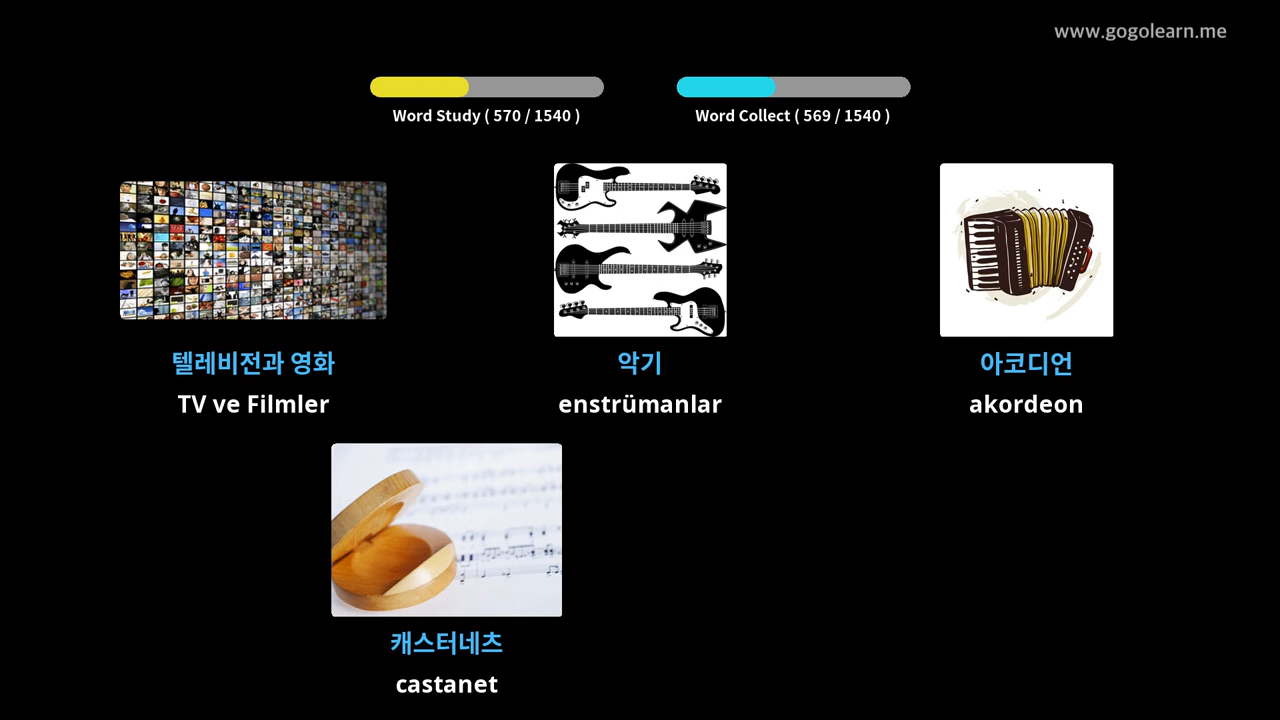 www.gogolearn.me
Word Study ( 570 / 1540 )
Word Collect ( 569 / 1540 )
텔레비전과 영화
TV ve Filmler
악기
enstrümanlar
아코디언
akordeon
캐스터네츠
castanet